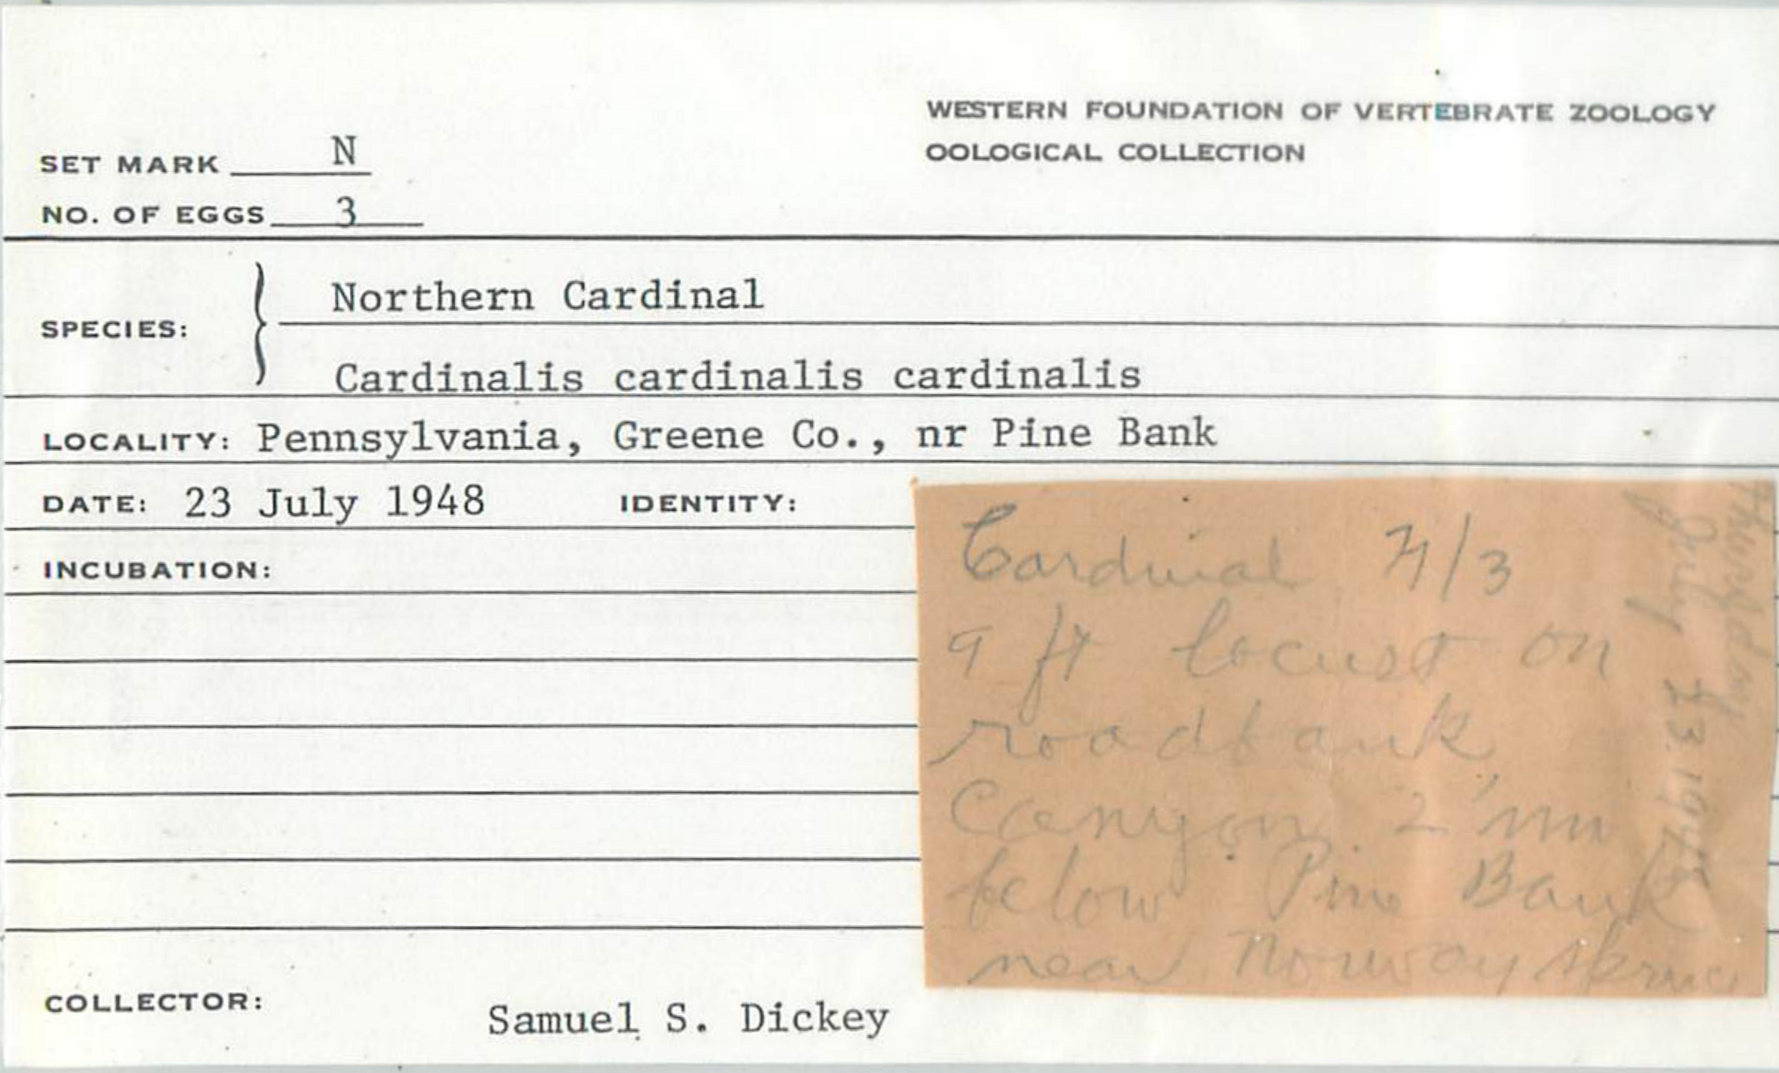 WESTERN FOUNDATION OF VERTEBRATE ZOOLOGY
OOLOGICAL COLLECTION
SET MARK N
NO. OF EGGS 3
SPECIES: Northern Cardinal
Cardinalis cardinalis cardinalis
LOCALITY: Pennsylvania, Greene Co., nr Pine Bank
DATE: 23 July 1948 IDENTITY:
INCUBATION:
COLLECTOR: Samuel S. Dickey
Cardinal /3
9 ft locust on
roadbank
Canyon 2 mi
below Pine Bank
near Norway spruce
July 23 1948